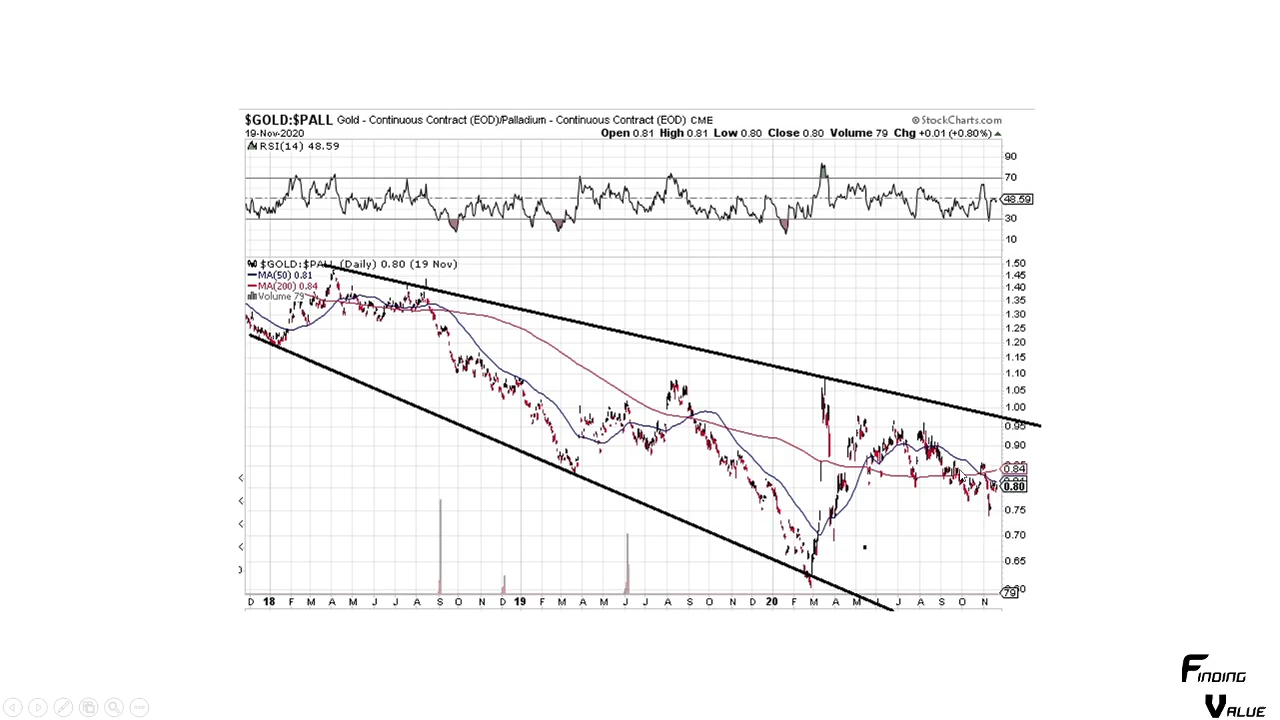 $GOLD:$PALL Gold - Continuous Contract (EOD)/Palladium - Continuous Contract (EOD) CME
© StockCharts.com
19-Nov-2020
Open 0.81 High 0.81 Low 0.80 Close 0.80 Volume 79 Chg +0.01 (+0.80%)
RSI(14) 48.59
90
70
48.59
30
10
$GOLD:$PALL (Daily) 0.80 (19 Nov)
MA(50) 0.81
MA(200) 0.84
Volume 79
1.50
1.45
1.40
1.35
1.30
1.25
1.20
1.15
1.10
1.05
1.00
0.95
0.90
0.84
0.80
0.75
0.70
0.65
79
D 18 F M A M J J A S O N D 19 F M A M J J A S O N D 20 F M A M J J A S O N
Finding
Value